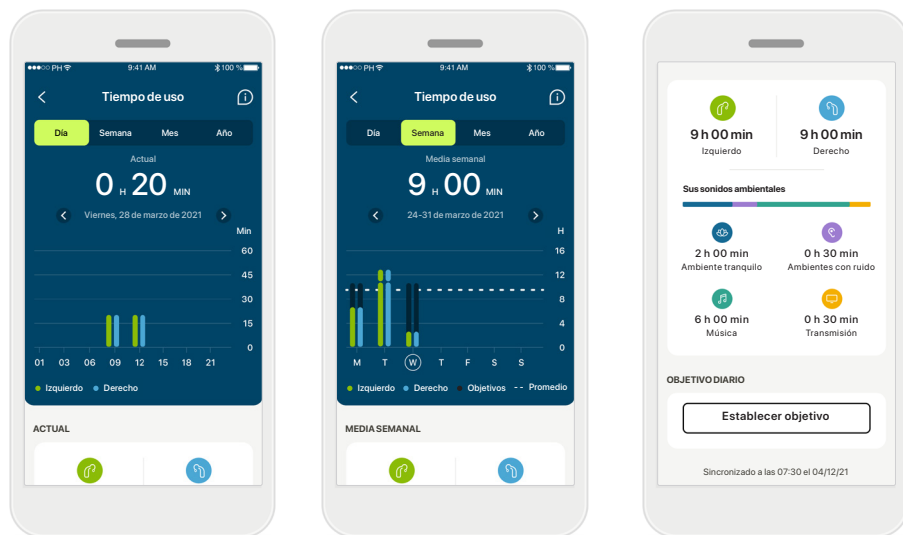 PH 9:41 AM 100 %
Tiempo de uso
Día Semana Mes Año
Actual
0 H 20 MIN
Viernes, 28 de marzo de 2021
Min
60
45
30
15
0
01 03 06 09 12 15 18 21
Izquierdo Derecho
ACTUAL
PH 9:41 AM 100 %
Tiempo de uso
Día Semana Mes Año
Media semanal
9 H 00 MIN
24-31 de marzo de 2021
H
16
12
8
4
0
M T W T F S S
Izquierdo Derecho Objetivos -- Promedio
MEDIA SEMANAL
9 h 00 min 9 h 00 min
Izquierdo Derecho
Sus sonidos ambientales
2 h 00 min 0 h 30 min
Ambiente tranquilo Ambientes con ruido
6 h 00 min 0 h 30 min
Música Transmisión
OBJETIVO DIARIO
Establecer objetivo
Sincronizado a las 07:30 el 04/12/21